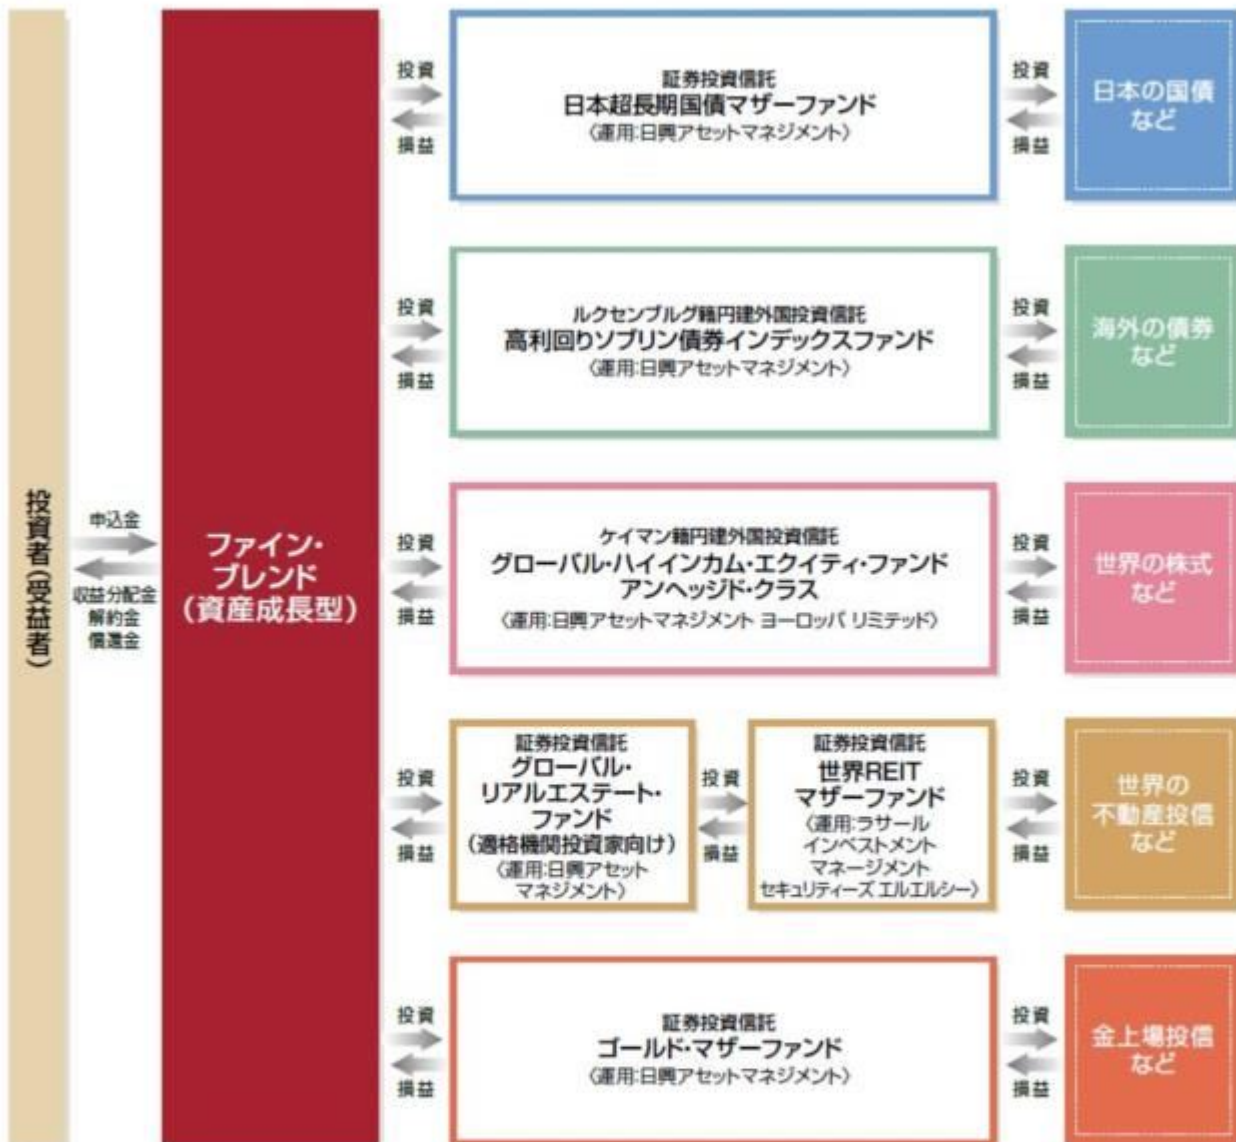 投資者(受益者)
申込金
収益分配金
解約金
償還金
ファイン・
ブレンド
(資産成長型)
投資
損益
証券投資信託
日本超長期国債マザーファンド
〈運用:日興アセットマネジメント〉
投資
損益
日本の国債
など
投資
損益
ルクセンブルグ籍円建外国投資信託
高利回りソブリン債券インデックスファンド
〈運用:日興アセットマネジメント〉
投資
損益
海外の債券
など
投資
損益
ケイマン籍円建外国投資信託
グローバル・ハイインカム・エクイティ・ファンド
アンヘッジド・クラス
〈運用:日興アセットマネジメント ヨーロッパ リミテッド〉
投資
損益
世界の株式
など
投資
損益
証券投資信託
グローバル・
リアルエステート・
ファンド
(適格機関投資家向け)
〈運用:日興アセット
マネジメント〉
投資
損益
証券投資信託
世界REIT
マザーファンド
〈運用:ラサール
インベストメント
マネージメント
セキュリティーズ エルエルシー〉
投資
損益
世界の
不動産投信
など
投資
損益
証券投資信託
ゴールド・マザーファンド
〈運用:日興アセットマネジメント〉
投資
損益
金上場投信
など